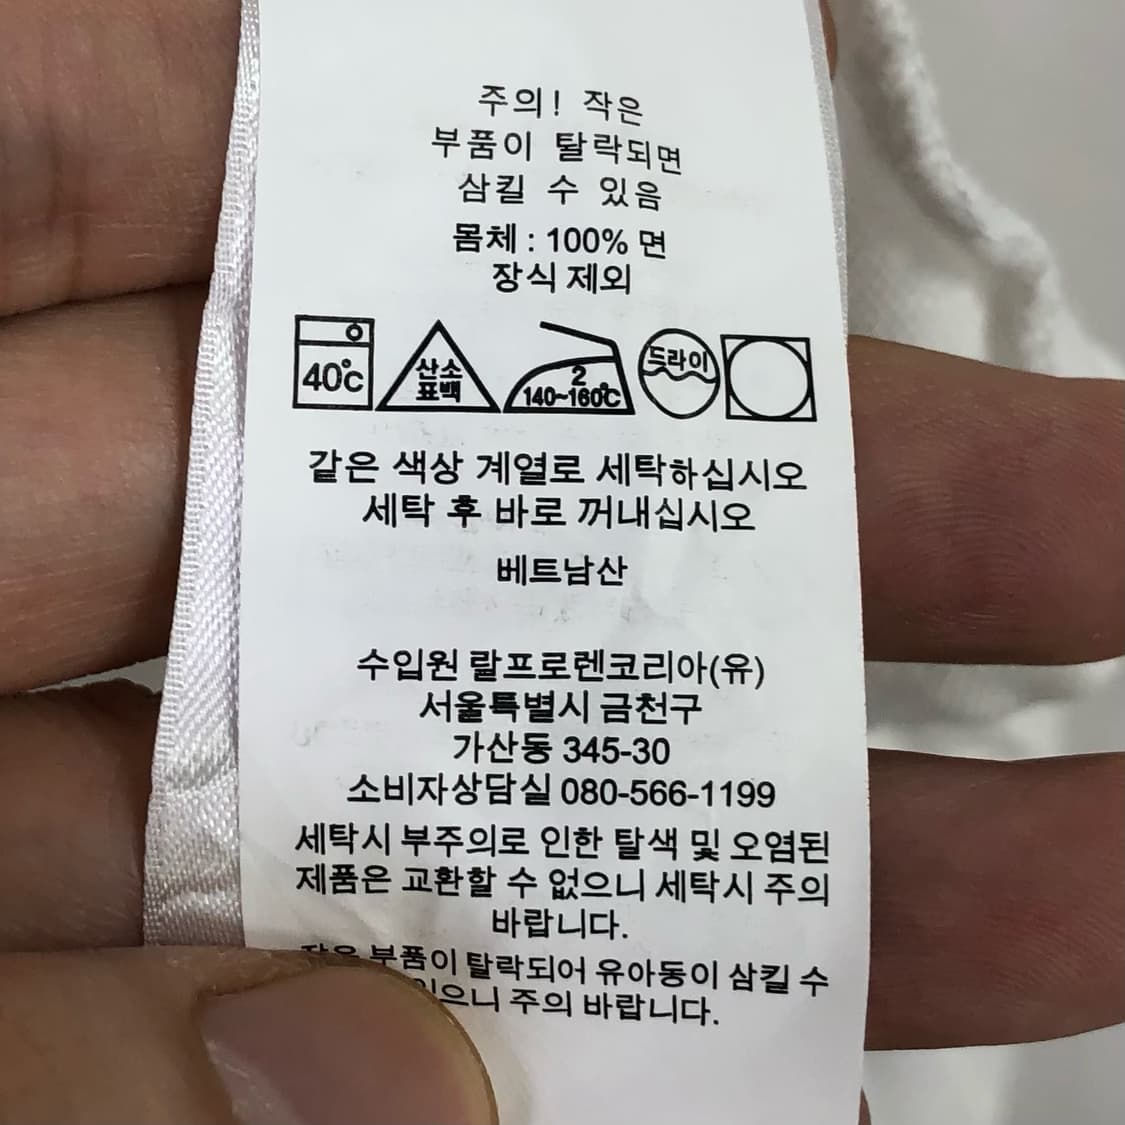 주의! 작은
부품이 탈락되면
삼킬 수 있음
몸체 : 100% 면
장식 제외
40℃ 산소 표백 2 140~160℃ 드라이
같은 색상 계열로 세탁하십시오
세탁 후 바로 꺼내십시오
베트남산
수입원 랄프로렌코리아(유)
서울특별시 금천구
가산동 345-30
소비자상담실 080-566-1199
세탁시 부주의로 인한 탈색 및 오염된
제품은 교환할 수 없으니 세탁시 주의
바랍니다.
작은 부품이 탈락되어 유아동이 삼킬 수
있으니 주의 바랍니다.